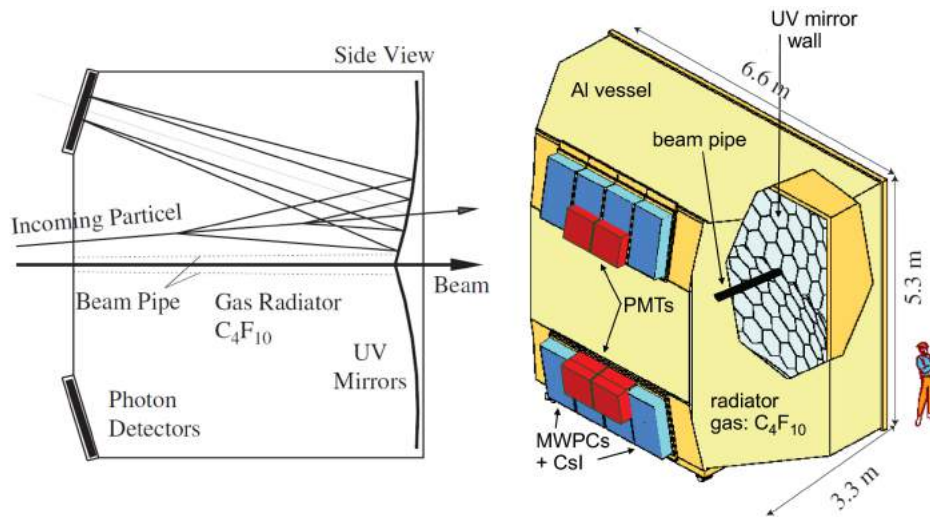 Side View
Incoming Particel
Beam Pipe
Gas Radiator
C₄F₁₀
Beam
UV
Mirrors
Photon
Detectors
UV mirror
wall
6.6 m
Al vessel
beam pipe
PMTs
5.3 m
radiator
gas: C₄F₁₀
MWPCs
+ CsI
3.3 m